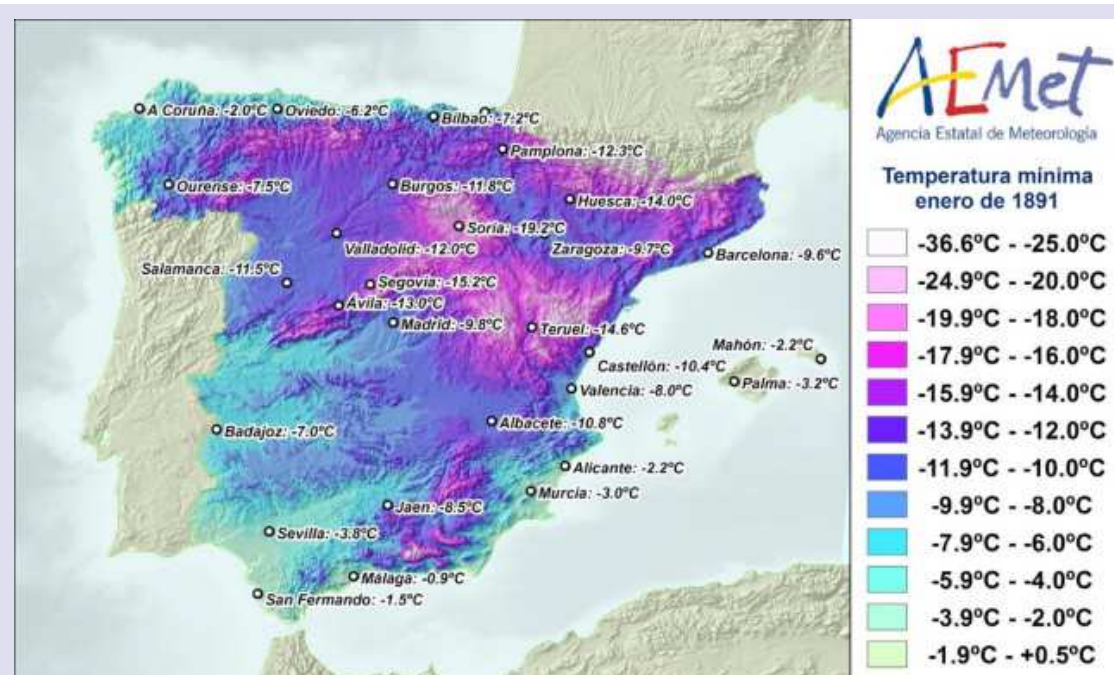 A Coruña: -2.0ºC
Oviedo: -6.2ºC
Bilbao: -7.2ºC
Pamplona: -12.3ºC
Ourense: -7.5ºC
Burgos: -11.8ºC
Huesca: -14.0ºC
Soria: -19.2ºC
Valladolid: -12.0ºC
Zaragoza: -9.7ºC
Barcelona: -9.6ºC
Salamanca: -11.5ºC
Segovia: -15.2ºC
Ávila: -13.0ºC
Madrid: -9.8ºC
Teruel: -14.6ºC
Mahón: -2.2ºC
Castellón: -10.4ºC
Palma: -3.2ºC
Valencia: -8.0ºC
Badajoz: -7.0ºC
Albacete: -10.8ºC
Alicante: -2.2ºC
Murcia: -3.0ºC
Jaen: -8.5ºC
Sevilla: -3.8ºC
Málaga: -0.9ºC
San Fernando: -1.5ºC
AEMet
Agencia Estatal de Meteorología
Temperatura mínima
enero de 1891
-36.6ºC - -25.0ºC
-24.9ºC - -20.0ºC
-19.9ºC - -18.0ºC
-17.9ºC - -16.0ºC
-15.9ºC - -14.0ºC
-13.9ºC - -12.0ºC
-11.9ºC - -10.0ºC
-9.9ºC - -8.0ºC
-7.9ºC - -6.0ºC
-5.9ºC - -4.0ºC
-3.9ºC - -2.0ºC
-1.9ºC - +0.5ºC